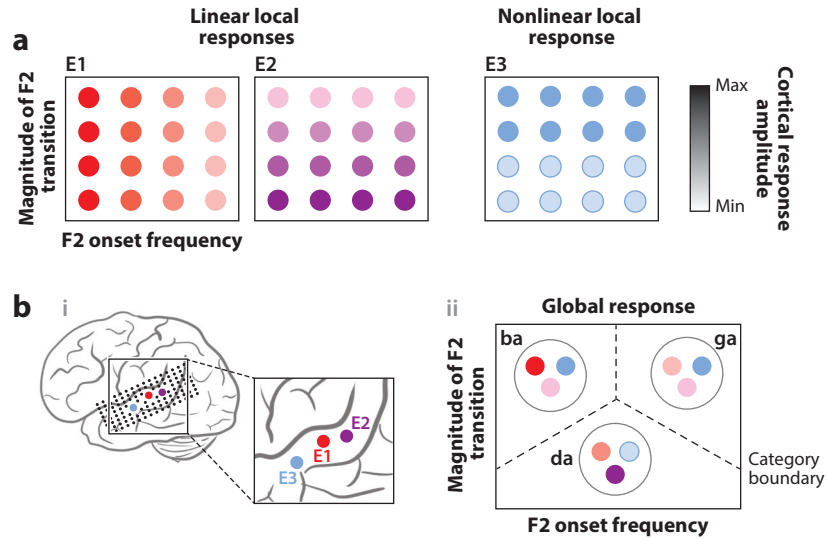 Linear local
responses
Nonlinear local
response
a
E1
E2
E3
Magnitude of F2
transition
F2 onset frequency
Max
Min
Cortical response
amplitude
b
i
E2
E1
E3
ii
Global response
ba
ga
da
Magnitude of F2
transition
Category
boundary
F2 onset frequency